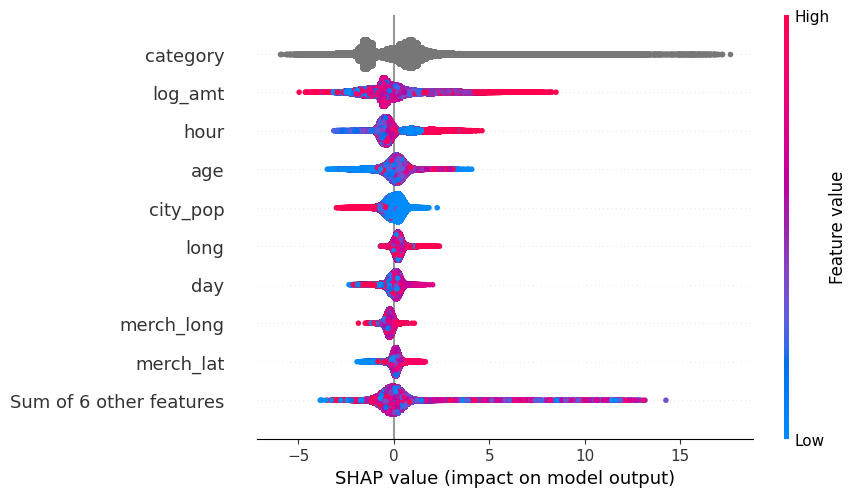 High
category
log_amt
hour
age
city_pop
long
day
merch_long
merch_lat
Sum of 6 other features
Feature value
Low
−5 0 5 10 15
SHAP value (impact on model output)